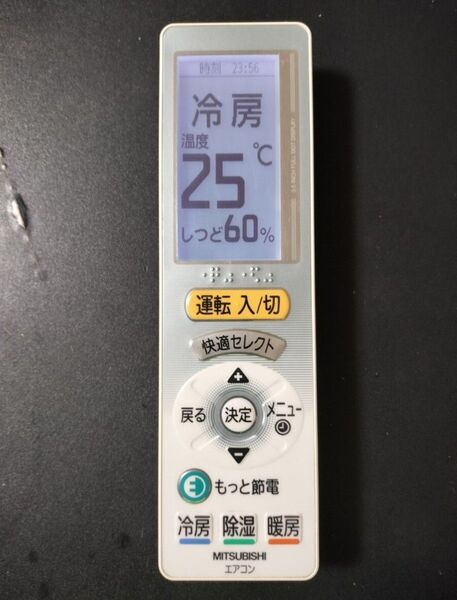 時刻 23:56
冷房
温度
25℃
しつど60%
運転 入/切
快適セレクト
+
戻る 決定 メニュー
-
E もっと節電
冷房 除湿 暖房
MITSUBISHI
エアコン